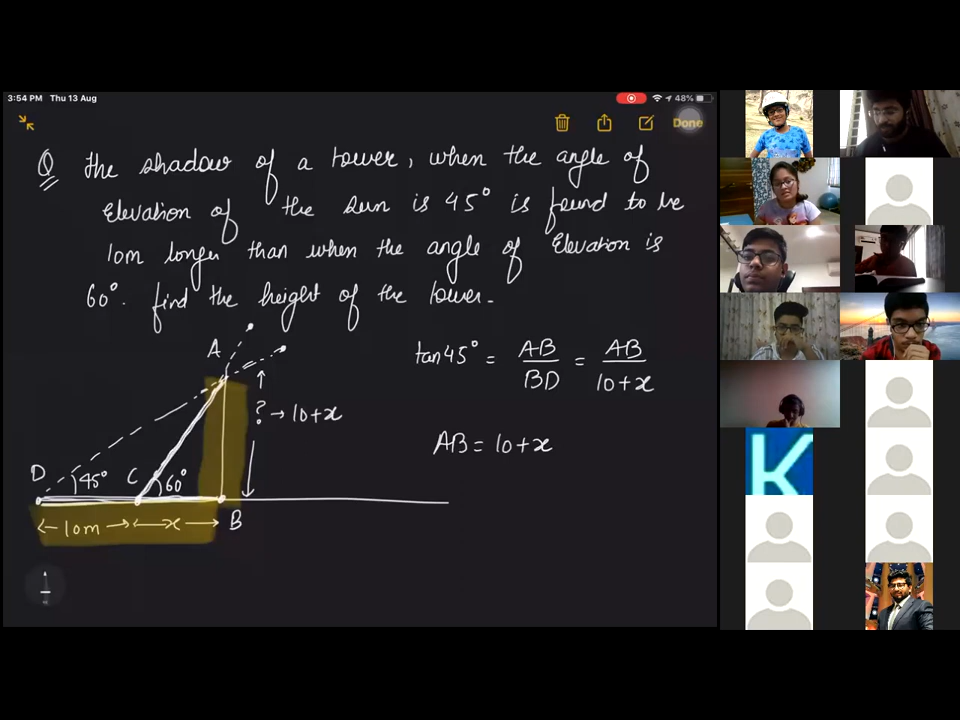 3:54 PM Thu 13 Aug
48%
Done
Q the shadow of a tower, when the angle of
Elevation of the sun is 45° is found to be
10m longer than when the angle of Elevation is
60°. find the height of the tower.
A
tan45° = AB/BD = AB/10+x
? → 10+x
AB = 10+x
D 45° C 60°
B
← 10m → ← x →
K